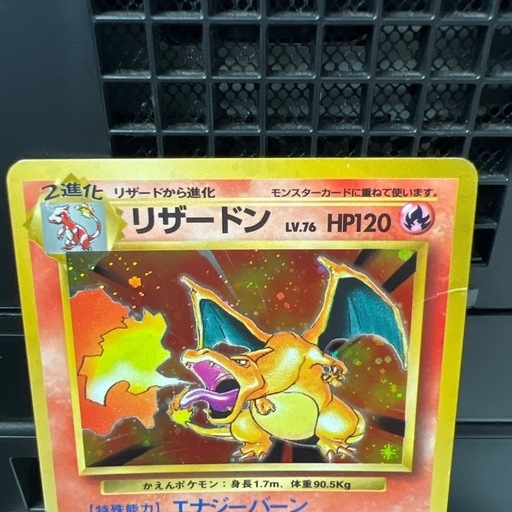 2進化 リザードから進化 モンスターカードに重ねて使います。
リザードン LV.76 HP120
かえんポケモン：身長1.7m、体重90.5Kg
【特殊能力】エナジーバーン